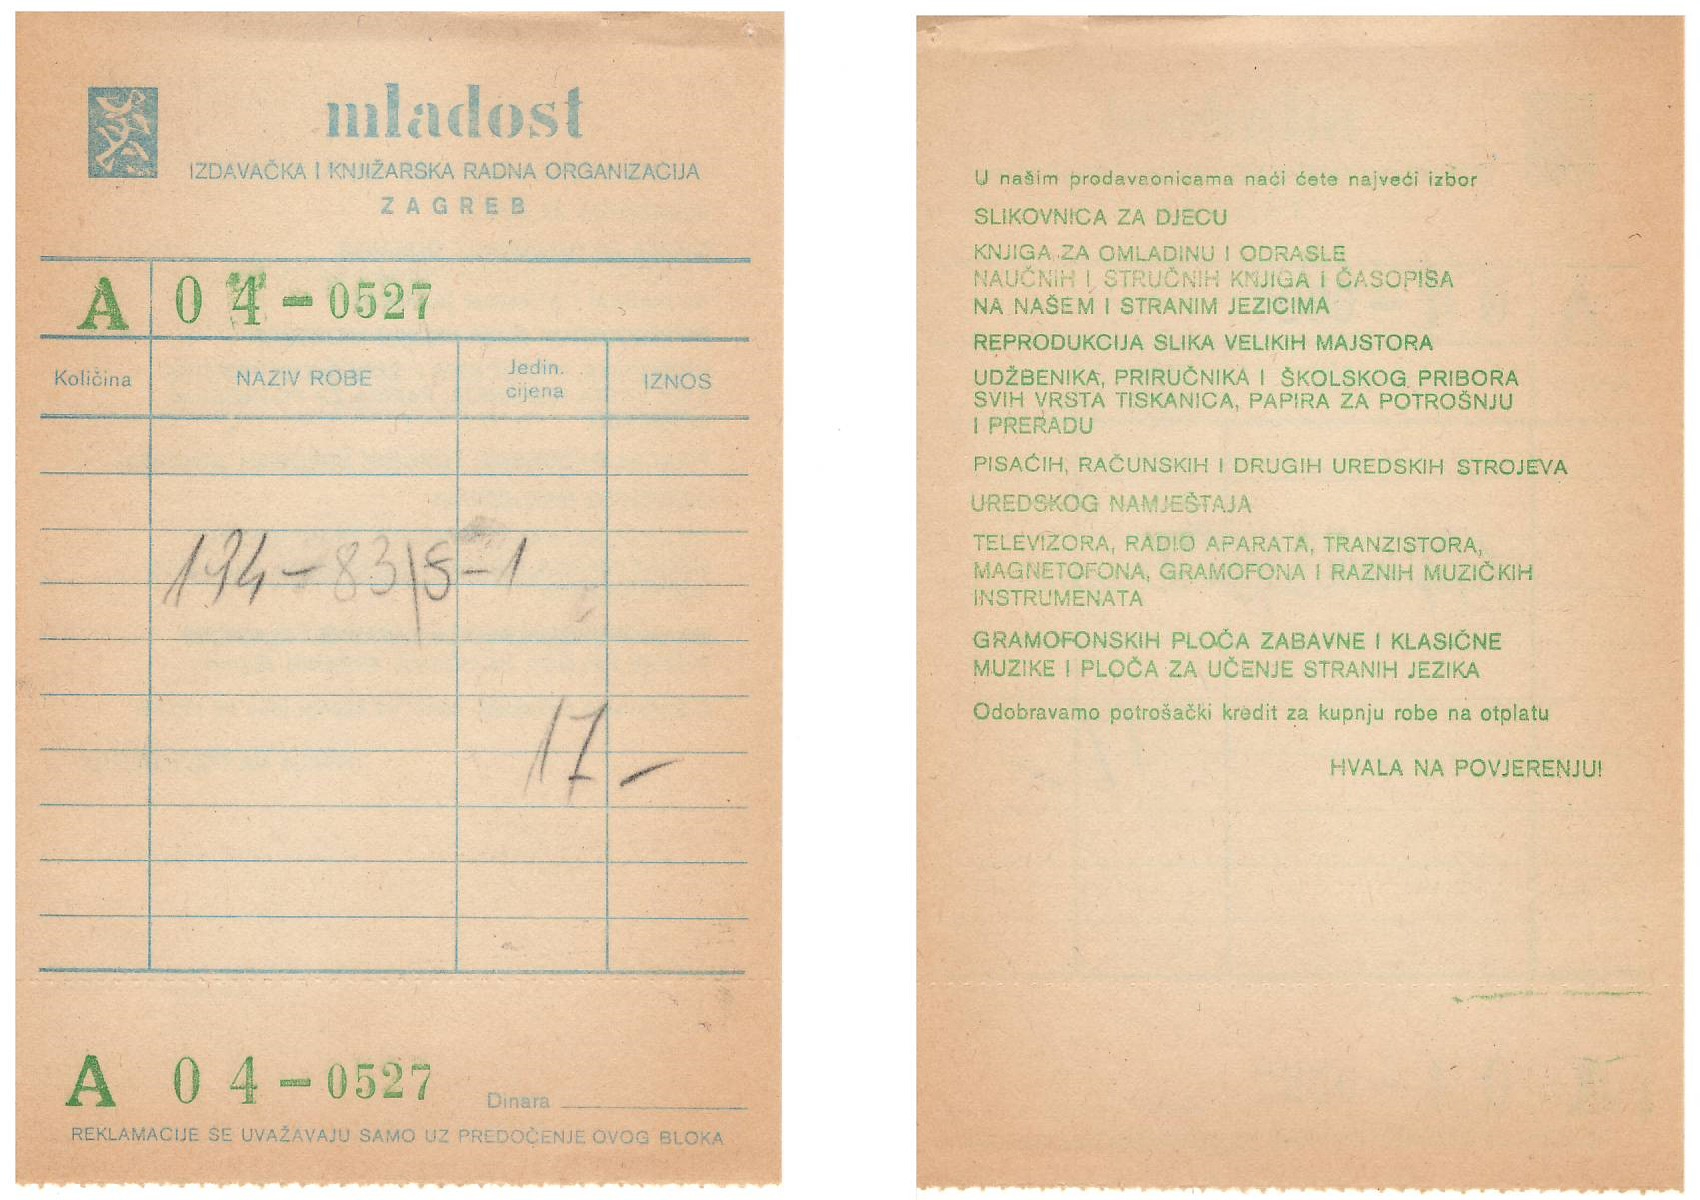 mladost
IZDAVAČKA I KNJIŽARSKA RADNA ORGANIZACIJA
ZAGREB
A 04-0527
Količina NAZIV ROBE Jedin. cijena IZNOS
194-83/5-1
17-
A 04-0527 Dinara
REKLAMACIJE SE UVAŽAVAJU SAMO UZ PREDOČENJE OVOG BLOKA
U našim prodavaonicama naći ćete najveći izbor
SLIKOVNICA ZA DJECU
KNJIGA ZA OMLADINU I ODRASLE
NAUČNIH I STRUČNIH KNJIGA I ČASOPISA
NA NAŠEM I STRANIM JEZICIMA
REPRODUKCIJA SLIKA VELIKIH MAJSTORA
UDŽBENIKA, PRIRUČNIKA I ŠKOLSKOG PRIBORA
SVIH VRSTA TISKANICA, PAPIRA ZA POTROŠNJU
I PRERADU
PISAĆIH, RAČUNSKIH I DRUGIH UREDSKIH STROJEVA
UREDSKOG NAMJEŠTAJA
TELEVIZORA, RADIO APARATA, TRANZISTORA,
MAGNETOFONA, GRAMOFONA I RAZNIH MUZIČKIH
INSTRUMENATA
GRAMOFONSKIH PLOČA ZABAVNE I KLASIČNE
MUZIKE I PLOČA ZA UČENJE STRANIH JEZIKA
Odobravamo potrošački kredit za kupnju robe na otplatu
HVALA NA POVJERENJU!